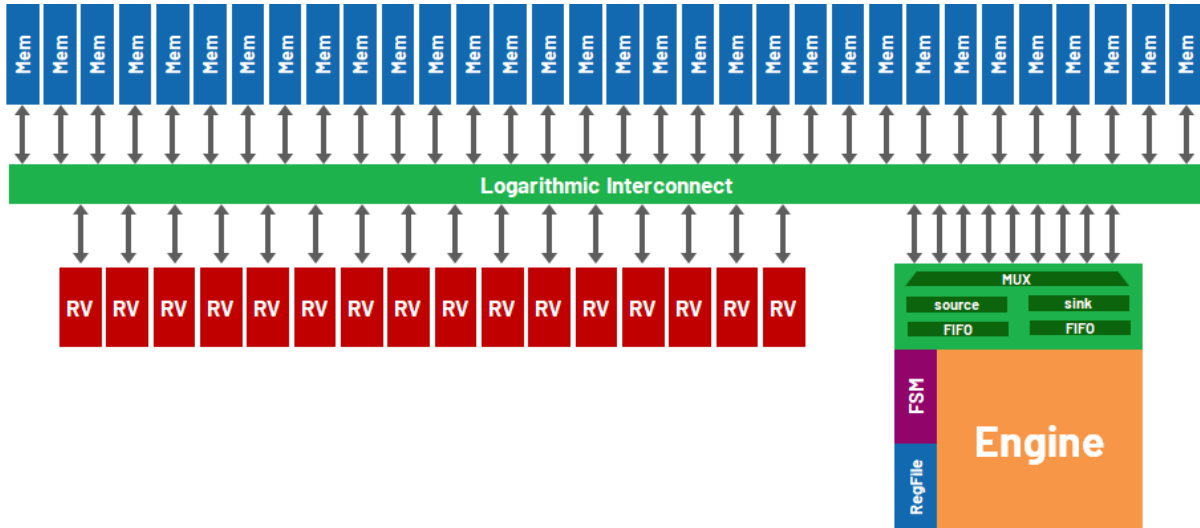 Mem Mem Mem Mem Mem Mem Mem Mem Mem Mem Mem Mem Mem Mem Mem Mem Mem Mem Mem Mem Mem Mem Mem Mem Mem Mem Mem Mem Mem Mem Mem Mem
Logarithmic Interconnect
RV RV RV RV RV RV RV RV RV RV RV RV RV RV RV RV
MUX
source sink
FIFO FIFO
FSM
Engine
RegFile